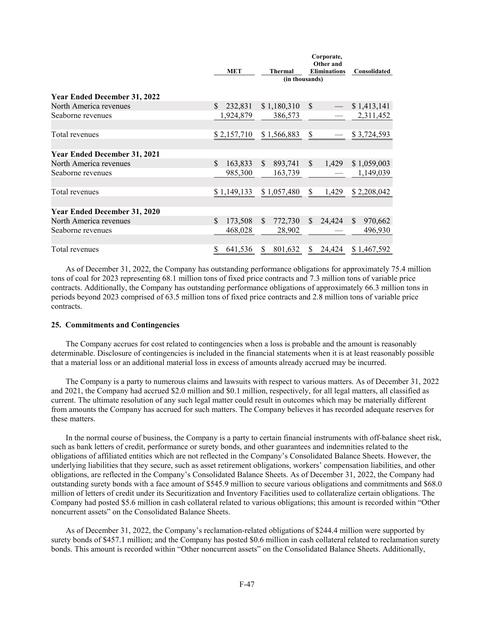 Corporate,
Other and
MET Thermal Eliminations Consolidated
(in thousands)
Year Ended December 31, 2022
North America revenues $ 232,831 $ 1,180,310 $ — $ 1,413,141
Seaborne revenues 1,924,879 386,573 — 2,311,452
Total revenues $ 2,157,710 $ 1,566,883 $ — $ 3,724,593
Year Ended December 31, 2021
North America revenues $ 163,833 $ 893,741 $ 1,429 $ 1,059,003
Seaborne revenues 985,300 163,739 — 1,149,039
Total revenues $ 1,149,133 $ 1,057,480 $ 1,429 $ 2,208,042
Year Ended December 31, 2020
North America revenues $ 173,508 $ 772,730 $ 24,424 $ 970,662
Seaborne revenues 468,028 28,902 — 496,930
Total revenues $ 641,536 $ 801,632 $ 24,424 $ 1,467,592
As of December 31, 2022, the Company has outstanding performance obligations for approximately 75.4 million
tons of coal for 2023 representing 68.1 million tons of fixed price contracts and 7.3 million tons of variable price
contracts. Additionally, the Company has outstanding performance obligations of approximately 66.3 million tons in
periods beyond 2023 comprised of 63.5 million tons of fixed price contracts and 2.8 million tons of variable price
contracts.
25. Commitments and Contingencies
The Company accrues for cost related to contingencies when a loss is probable and the amount is reasonably
determinable. Disclosure of contingencies is included in the financial statements when it is at least reasonably possible
that a material loss or an additional material loss in excess of amounts already accrued may be incurred.
The Company is a party to numerous claims and lawsuits with respect to various matters. As of December 31, 2022
and 2021, the Company had accrued $2.0 million and $0.1 million, respectively, for all legal matters, all classified as
current. The ultimate resolution of any such legal matter could result in outcomes which may be materially different
from amounts the Company has accrued for such matters. The Company believes it has recorded adequate reserves for
these matters.
In the normal course of business, the Company is a party to certain financial instruments with off-balance sheet risk,
such as bank letters of credit, performance or surety bonds, and other guarantees and indemnities related to the
obligations of affiliated entities which are not reflected in the Company's Consolidated Balance Sheets. However, the
underlying liabilities that they secure, such as asset retirement obligations, workers' compensation liabilities, and other
obligations, are reflected in the Company's Consolidated Balance Sheets. As of December 31, 2022, the Company had
outstanding surety bonds with a face amount of $545.9 million to secure various obligations and commitments and $68.0
million of letters of credit under its Securitization and Inventory Facilities used to collateralize certain obligations. The
Company had posted $5.6 million in cash collateral related to various obligations; this amount is recorded within "Other
noncurrent assets" on the Consolidated Balance Sheets.
As of December 31, 2022, the Company's reclamation-related obligations of $244.4 million were supported by
surety bonds of $457.1 million; and the Company has posted $0.6 million in cash collateral related to reclamation surety
bonds. This amount is recorded within "Other noncurrent assets" on the Consolidated Balance Sheets. Additionally,
F-47